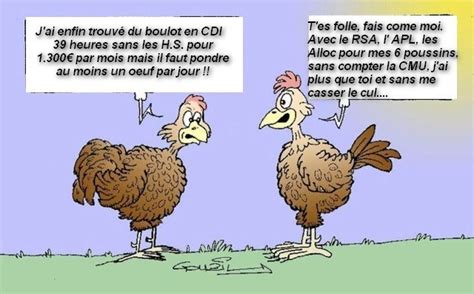 J'ai enfin trouvé du boulot en CDI
39 heures sans les H.S. pour
1.300€ par mois mais il faut pondre
au moins un oeuf par jour !!
T'es folle, fais come moi.
Avec le RSA, l' APL, les
Alloc pour mes 6 poussins,
sans compter la CMU, j'ai
plus que toi et sans me
casser le cul....